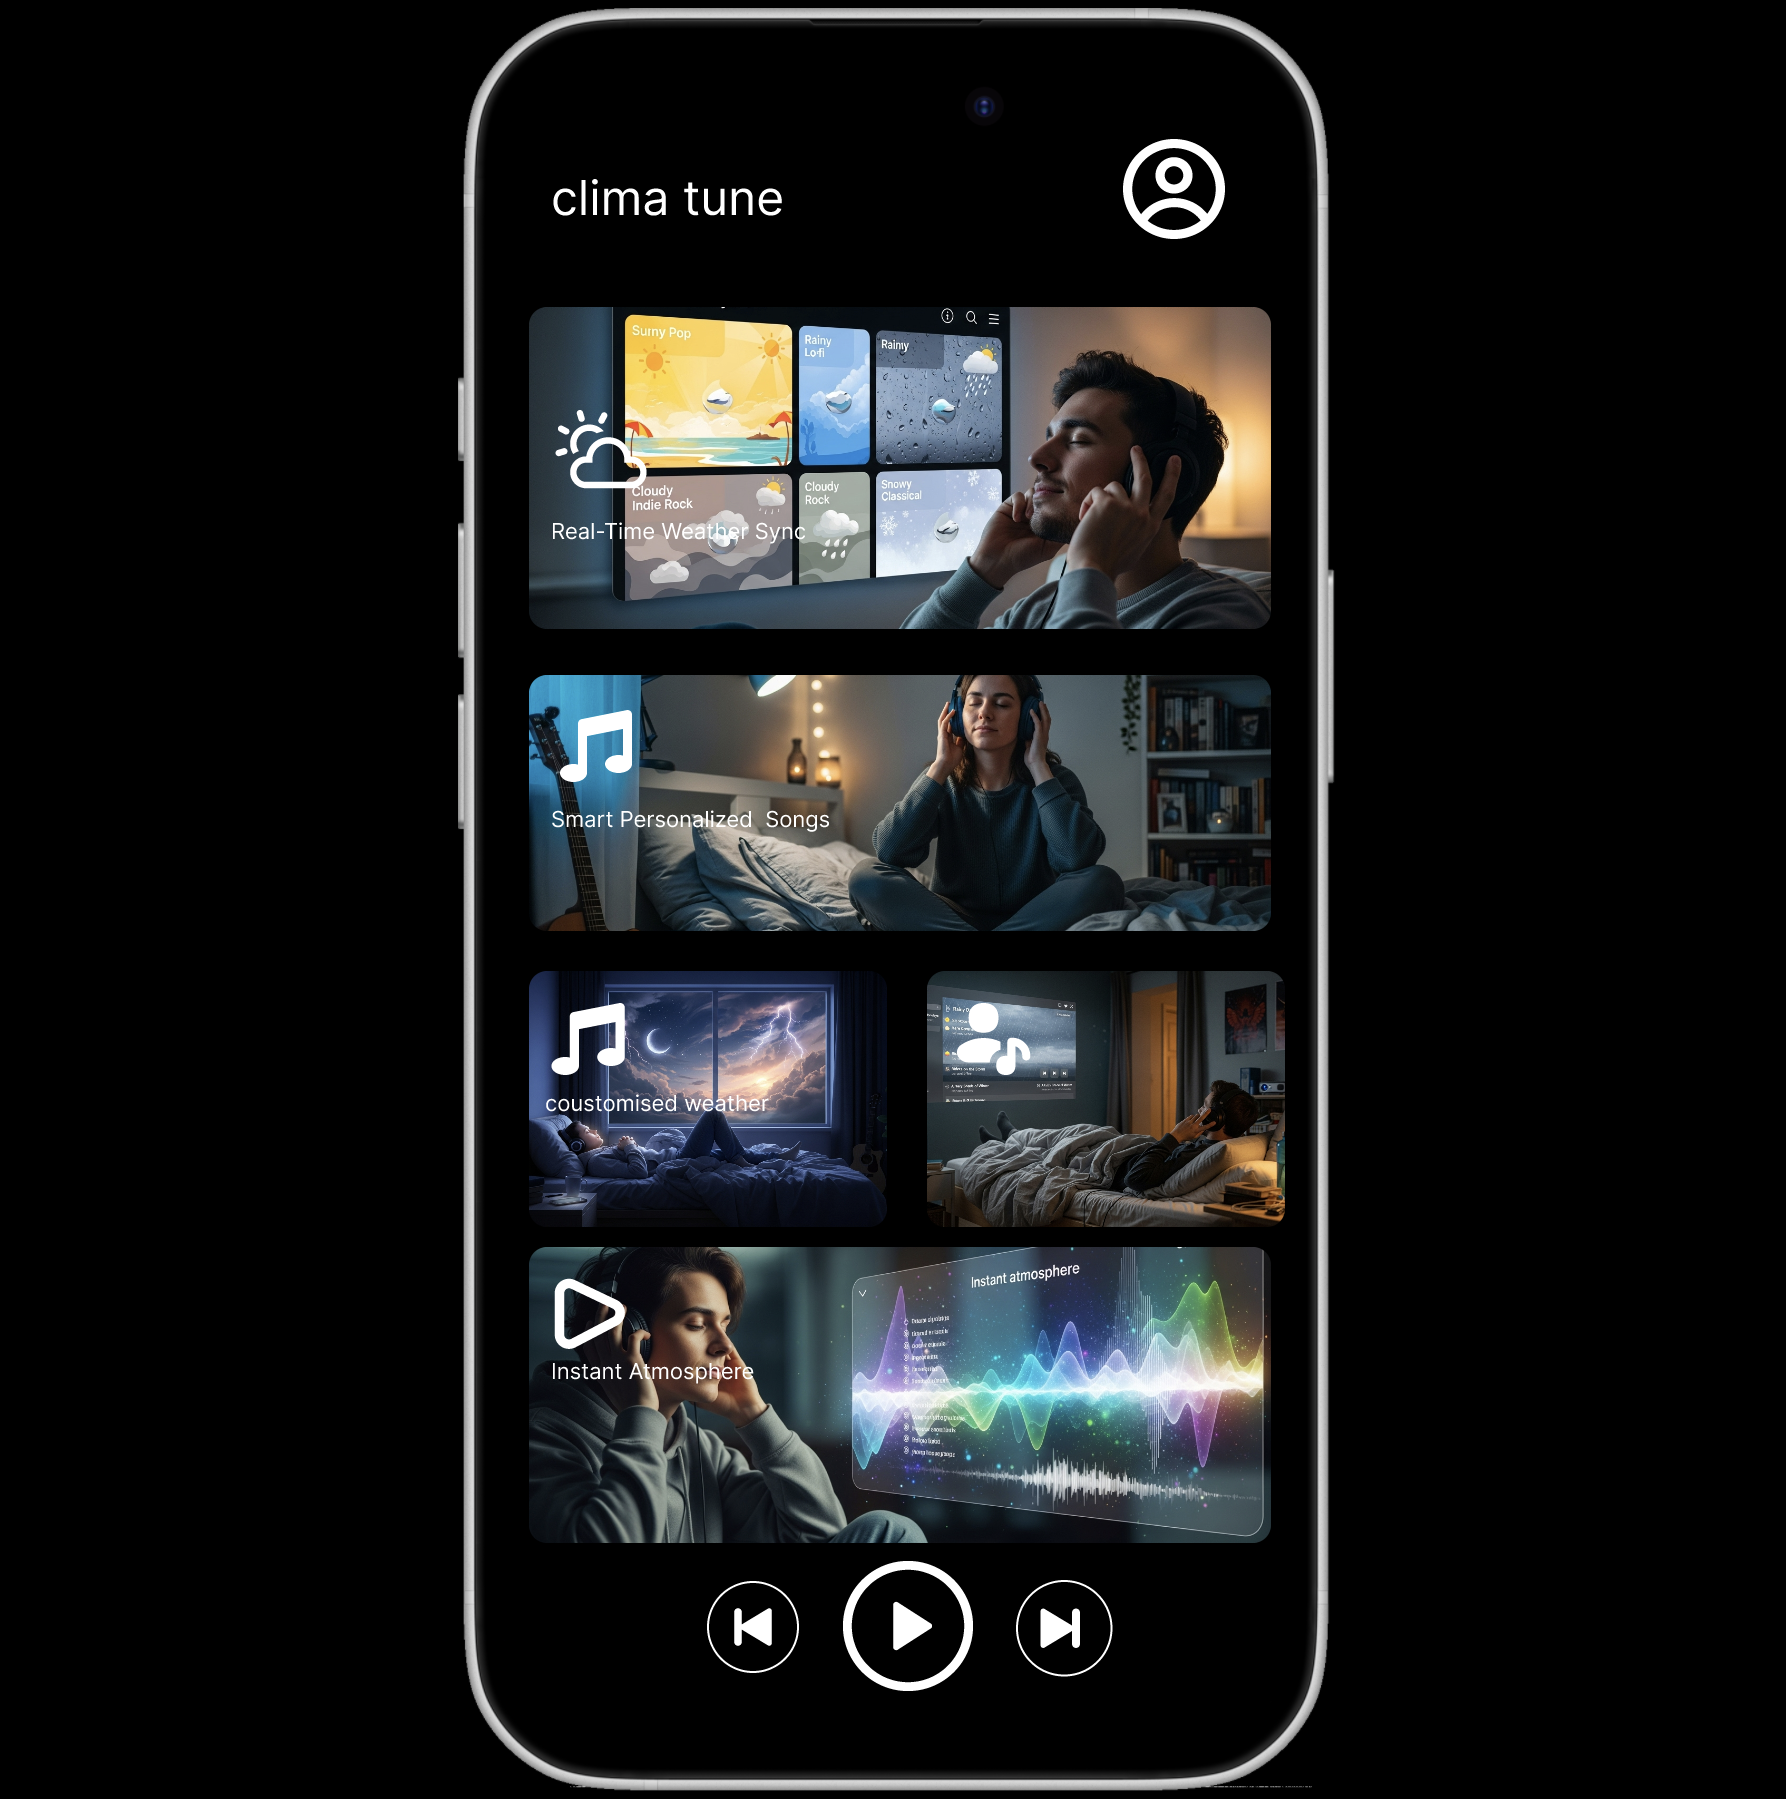 clima tune
Surny Pop
Rainy
Lo-fi
Rainy
Cloudy
Indie Rock
Cloudy
Rock
Snowy
Classical
Real-Time Weather Sync
Smart Personalized  Songs
coustomised weather
Instant atmosphere
Instant Atmosphere